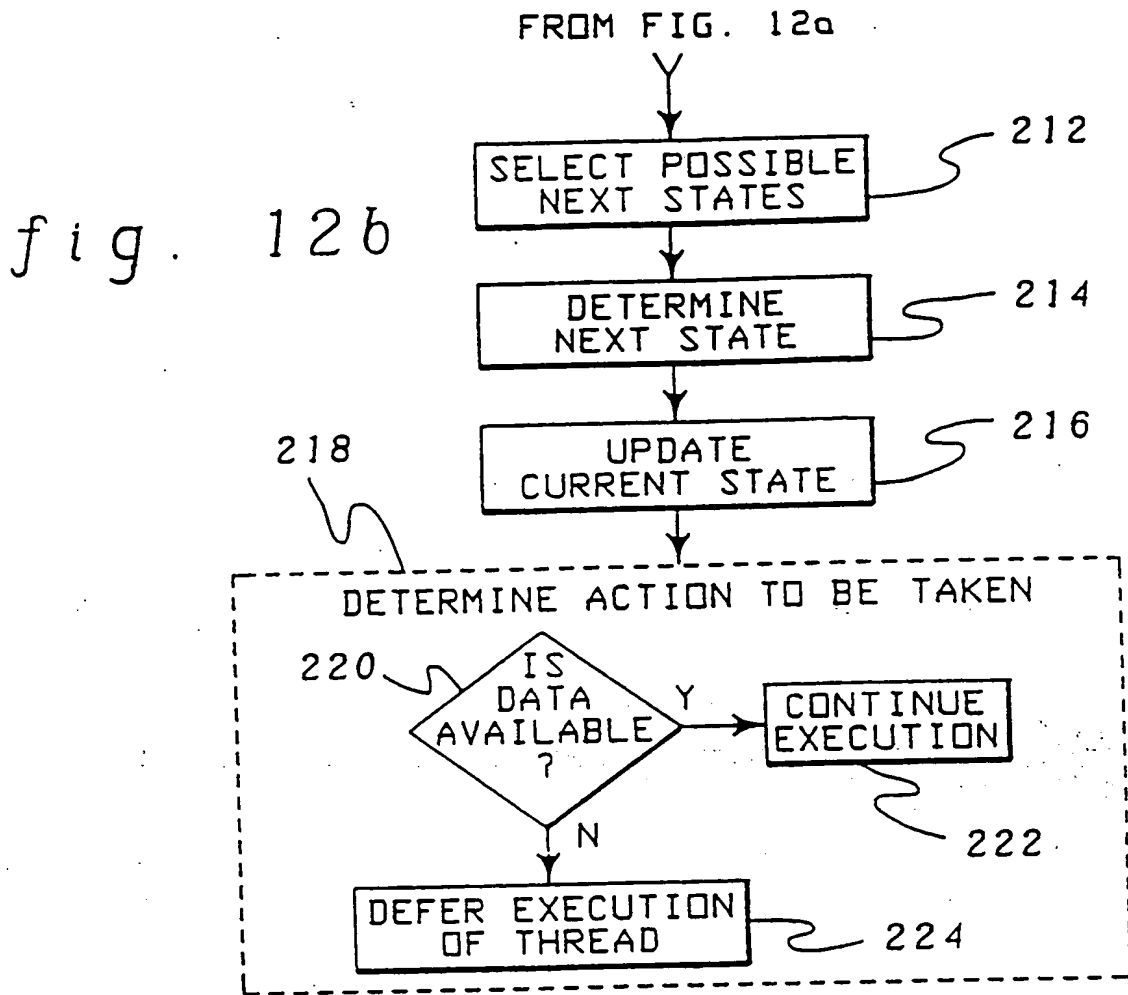 FROM FIG. 12a
SELECT POSSIBLE
NEXT STATES
212
fig. 12b
DETERMINE
NEXT STATE
214
UPDATE
CURRENT STATE
216
218
DETERMINE ACTION TO BE TAKEN
220
IS
DATA
AVAILABLE
?
Y
CONTINUE
EXECUTION
222
N
DEFER EXECUTION
OF THREAD
224